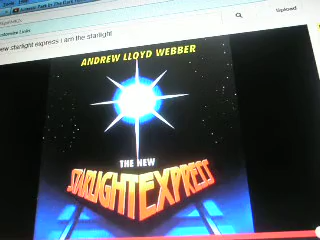 Upload
new starlight express i am the starlight
ANDREW LLOYD WEBBER
THE NEW
STARLIGHT EXPRESS